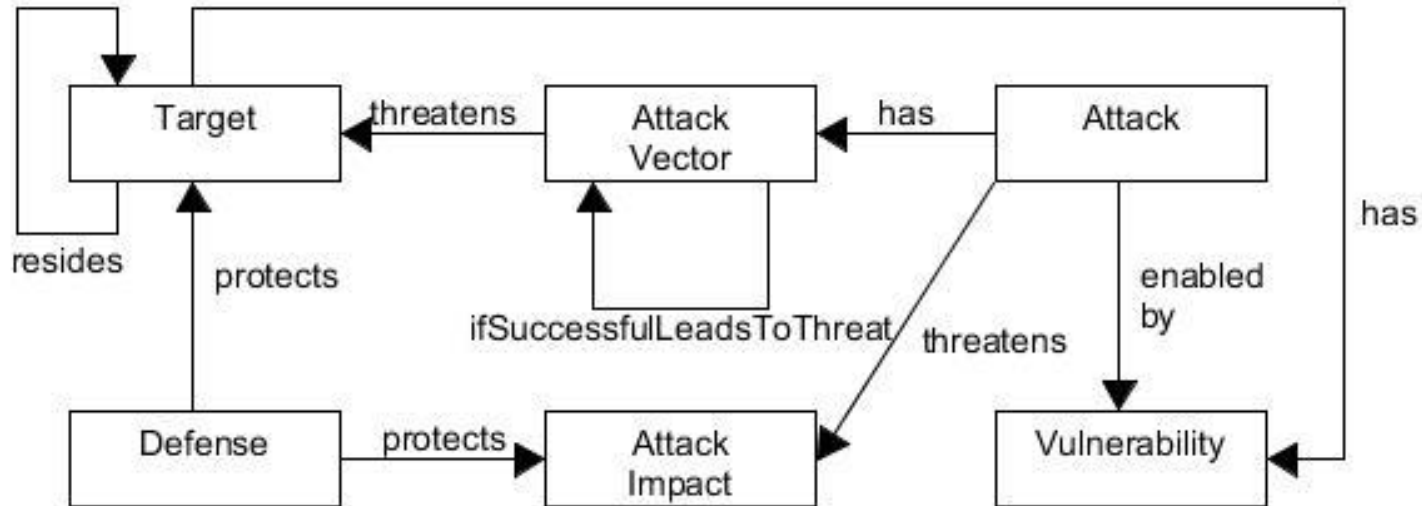 Target
threatens
Attack
Vector
has
Attack
has
resides
protects
enabled
by
ifSuccessfulLeadsToThreat
threatens
Defense
protects
Attack
Impact
Vulnerability